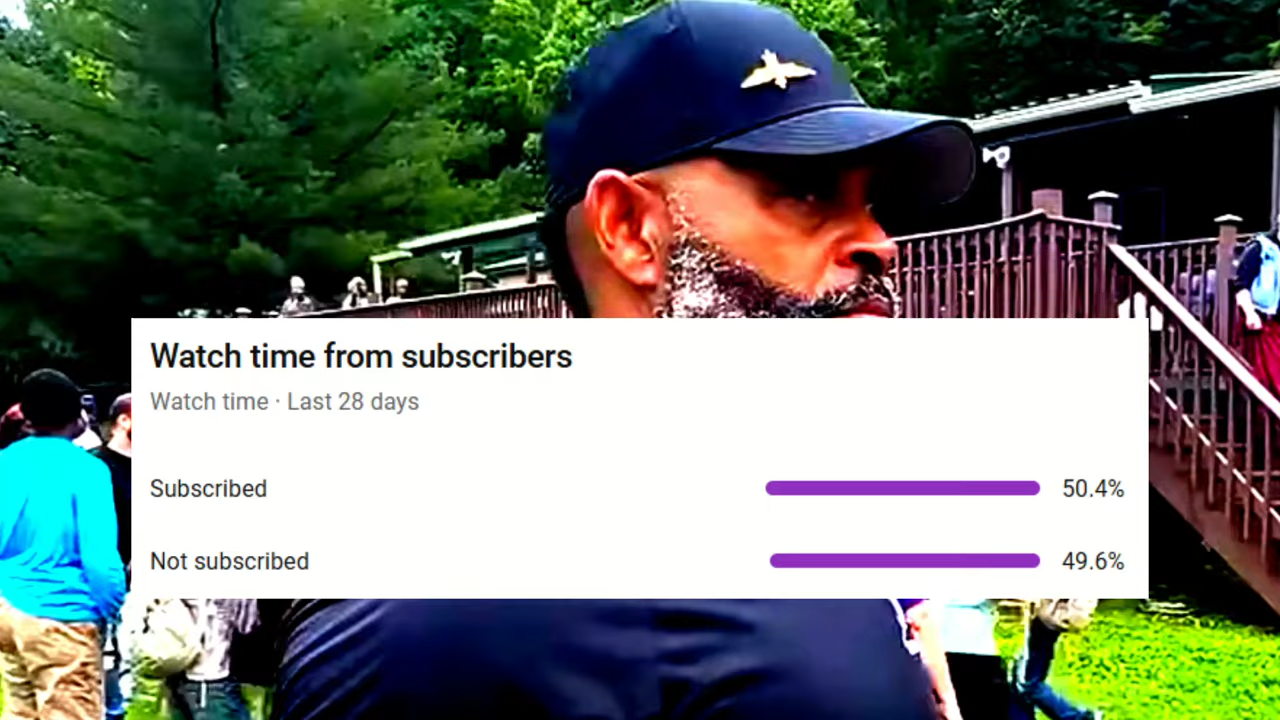 Watch time from subscribers
Watch time · Last 28 days
Subscribed 50.4%
Not subscribed 49.6%